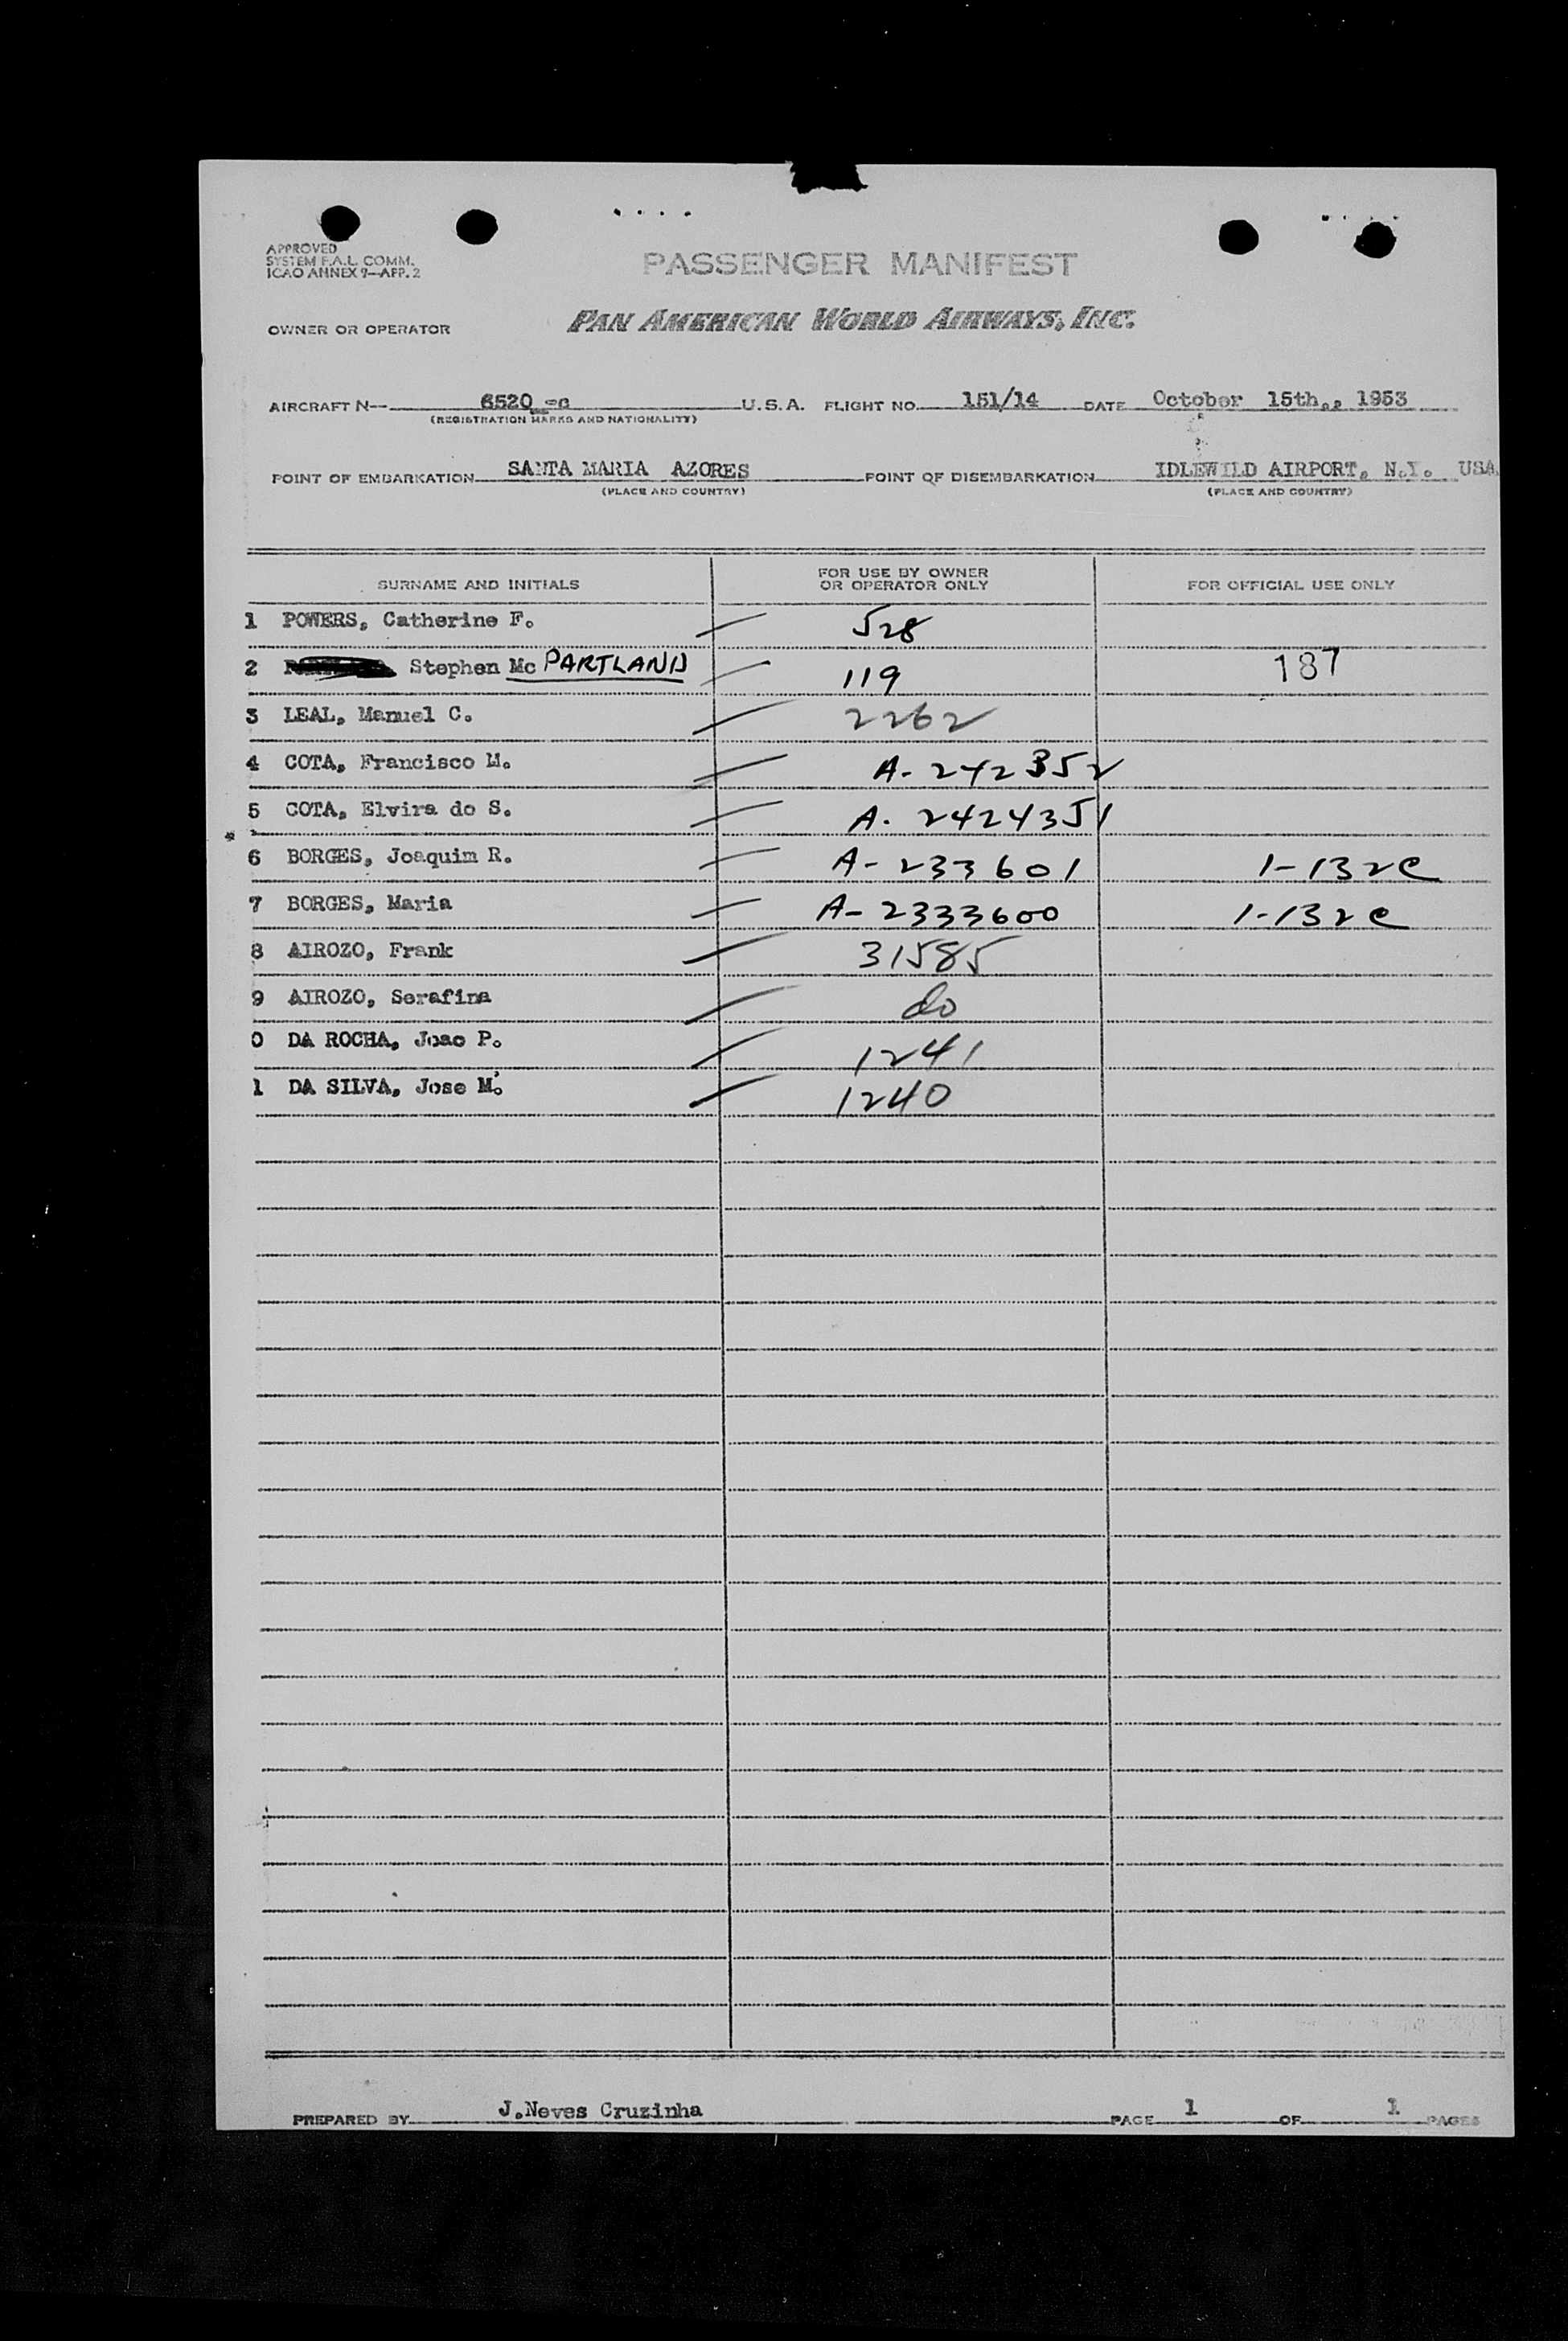 APPROVED
SYSTEM F.A.L. COMM.
ICAO ANNEX 9—APP. 2
PASSENGER MANIFEST
OWNER OR OPERATOR PAN AMERICAN WORLD AIRWAYS, INC.
AIRCRAFT N— 6520 -c U.S.A. FLIGHT NO. 151/14 DATE October 15th., 1953
(REGISTRATION MARKS AND NATIONALITY)
POINT OF EMBARKATION SANTA MARIA AZORES POINT OF DISEMBARKATION IDLEWILD AIRPORT, N.Y. USA
(PLACE AND COUNTRY) (PLACE AND COUNTRY)
SURNAME AND INITIALS FOR USE BY OWNER OR OPERATOR ONLY FOR OFFICIAL USE ONLY
1 POWERS, Catherine F. 528
2 Stephen Mc PARTLAND 119 187
3 LEAL, Manuel C. 2262
4 COTA, Francisco M. A- 242352
5 COTA, Elvira do S. A- 2424351
6 BORGES, Joaquim R. A- 233601 1-132c
7 BORGES, Maria A- 2333600 1-132c
8 AIROZO, Frank 31585
9 AIROZO, Serafina do
0 DA ROCHA, Joao P. 1241
1 DA SILVA, Jose M. 1240
PREPARED BY J.Neves Cruzinha PAGE 1 OF 1 PAGES